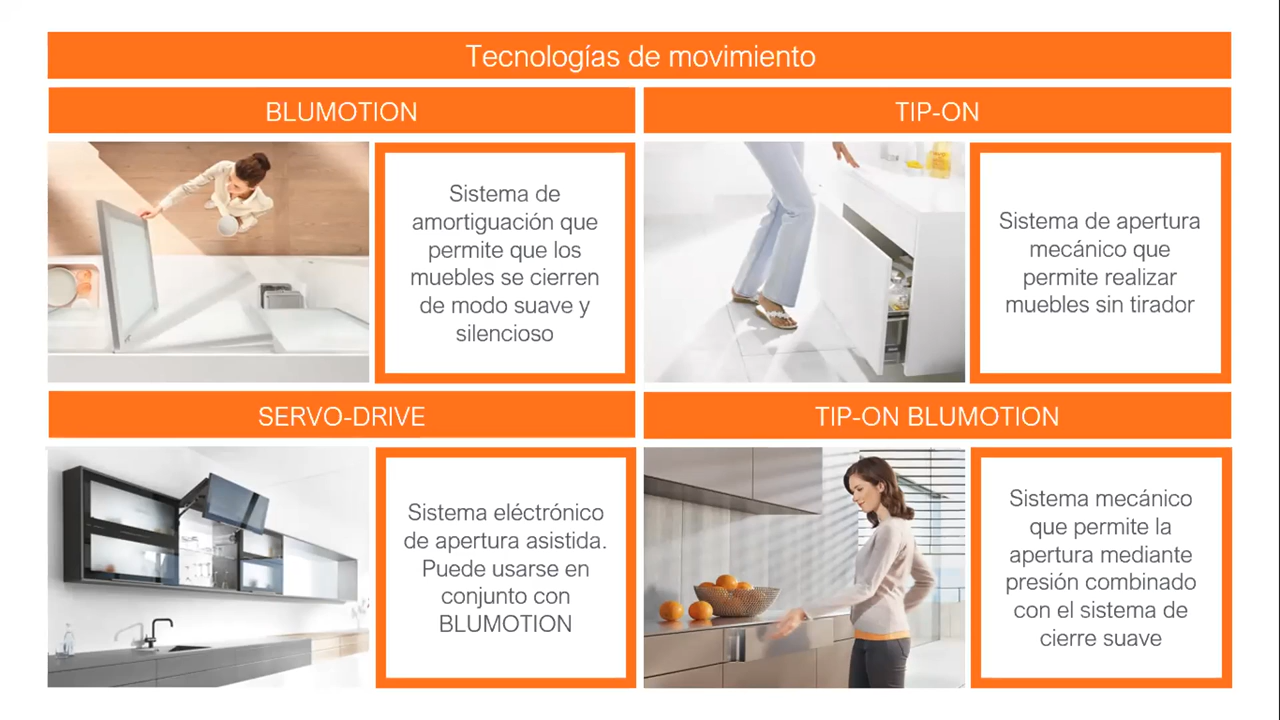 Tecnologías de movimiento
BLUMOTION
TIP-ON
Sistema de
amortiguación que
permite que los
muebles se cierren
de modo suave y
silencioso
Sistema de apertura
mecánico que
permite realizar
muebles sin tirador
SERVO-DRIVE
TIP-ON BLUMOTION
Sistema eléctrónico
de apertura asistida.
Puede usarse en
conjunto con
BLUMOTION
Sistema mecánico
que permite la
apertura mediante
presión combinado
con el sistema de
cierre suave